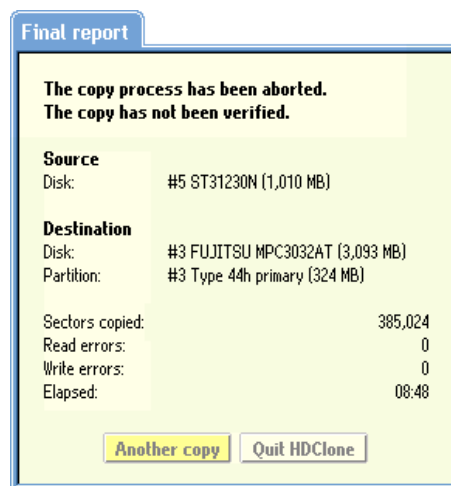 Final report
The copy process has been aborted.
The copy has not been verified.
Source
Disk: #5 ST31230N (1,010 MB)
Destination
Disk: #3 FUJITSU MPC3032AT (3,093 MB)
Partition: #3 Type 44h primary (324 MB)
Sectors copied: 385,024
Read errors: 0
Write errors: 0
Elapsed: 08:48
Another copy Quit HDClone